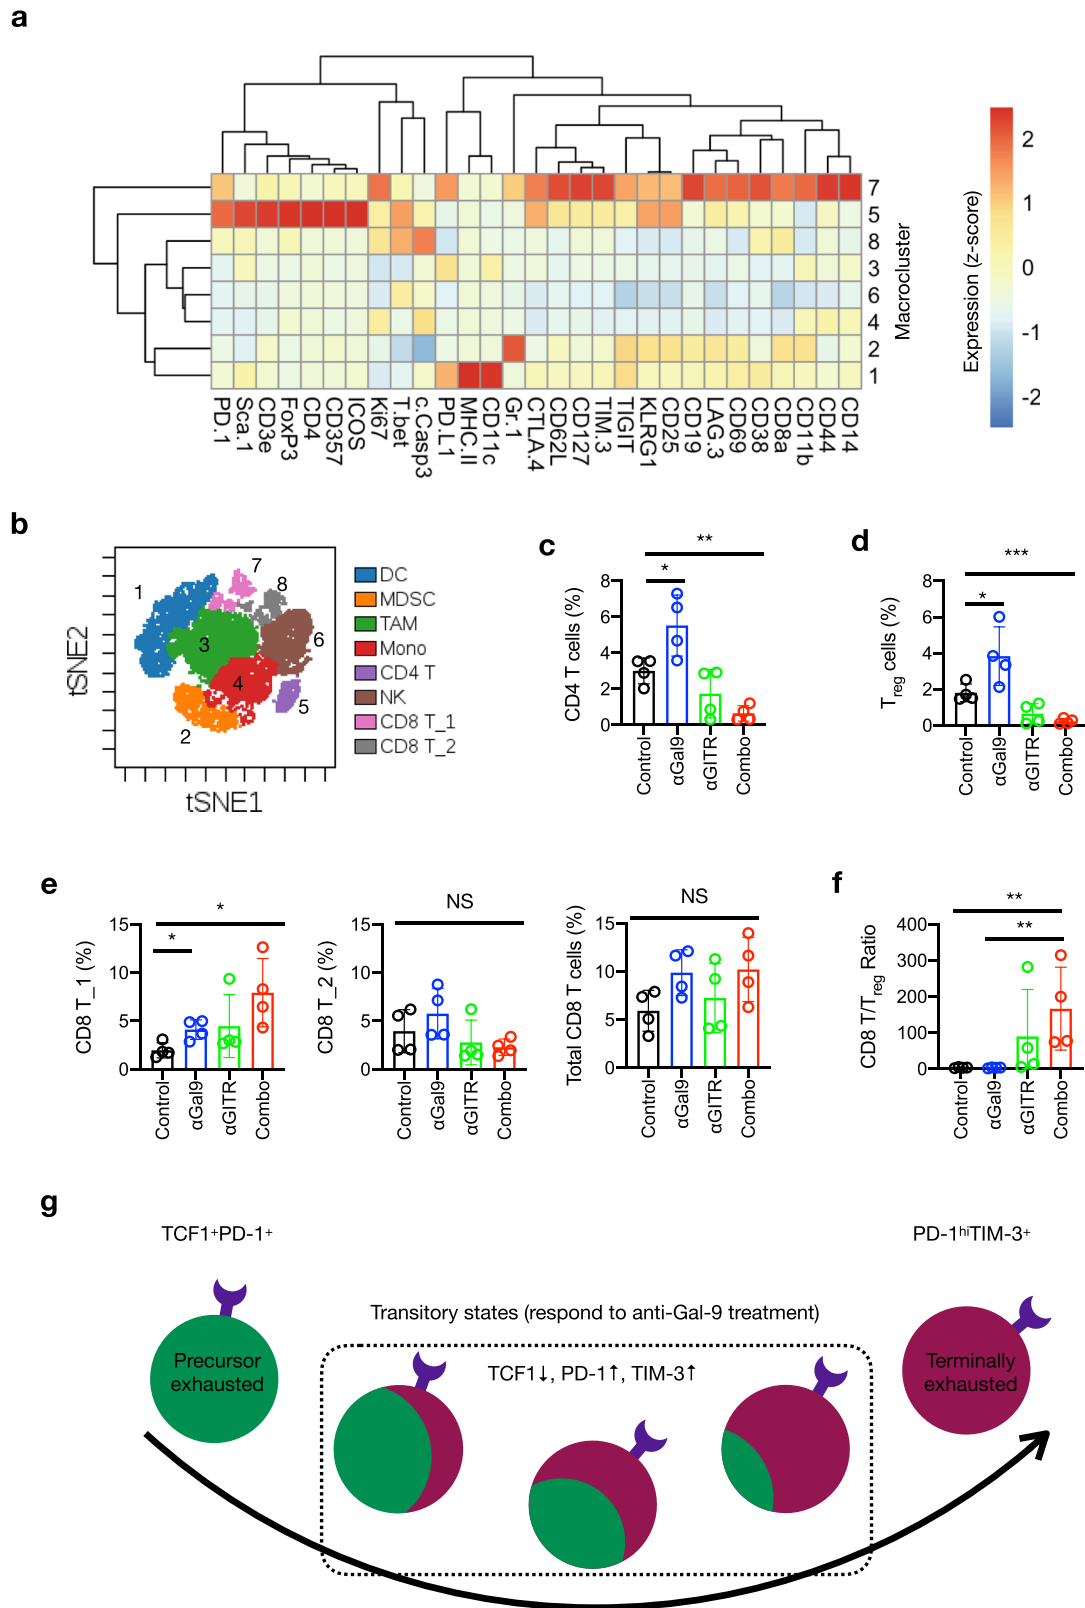 a
7
5
8
3
6
4
2
1
Macrocluster
PD.1
Sca.1
CD3e
FoxP3
CD4
CD357
ICOS
Ki67
T.bet
c.Casp3
PD.L1
MHC.II
CD11c
Gr.1
CTLA.4
CD62L
CD127
TIM.3
TIGIT
KLRG1
CD25
CD19
LAG.3
CD69
CD38
CD8a
CD11b
CD44
CD14
Expression (z-score)
2
1
0
-1
-2
b
1
7
8
3
6
4
5
2
tSNE2
tSNE1
DC
MDSC
TAM
Mono
CD4 T
NK
CD8 T_1
CD8 T_2
c
**
*
8
6
4
2
0
CD4 T cells (%)
Control
αGal9
αGITR
Combo
d
***
*
8
6
4
2
0
Treg cells (%)
Control
αGal9
αGITR
Combo
e
*
*
15
10
5
0
CD8 T_1 (%)
Control
αGal9
αGITR
Combo
NS
15
10
5
0
CD8 T_2 (%)
Control
αGal9
αGITR
Combo
NS
15
10
5
0
Total CD8 T cells (%)
Control
αGal9
αGITR
Combo
f
**
**
400
300
200
100
0
CD8 T/Treg Ratio
Control
αGal9
αGITR
Combo
g
TCF1⁺PD-1⁺
PD-1ʰⁱTIM-3⁺
Transitory states (respond to anti-Gal-9 treatment)
Precursor
exhausted
TCF1↓, PD-1↑, TIM-3↑
Terminally
exhausted